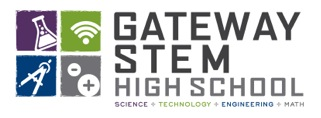 GATEWAY
STEM
HIGH SCHOOL
SCIENCE + TECHNOLOGY + ENGINEERING + MATH